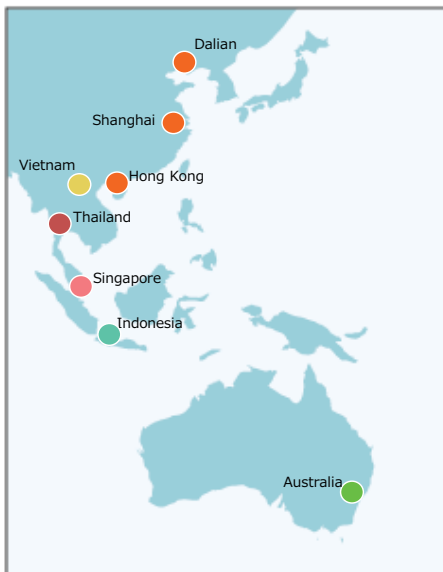 Dalian
Shanghai
Vietnam
Hong Kong
Thailand
Singapore
Indonesia
Australia